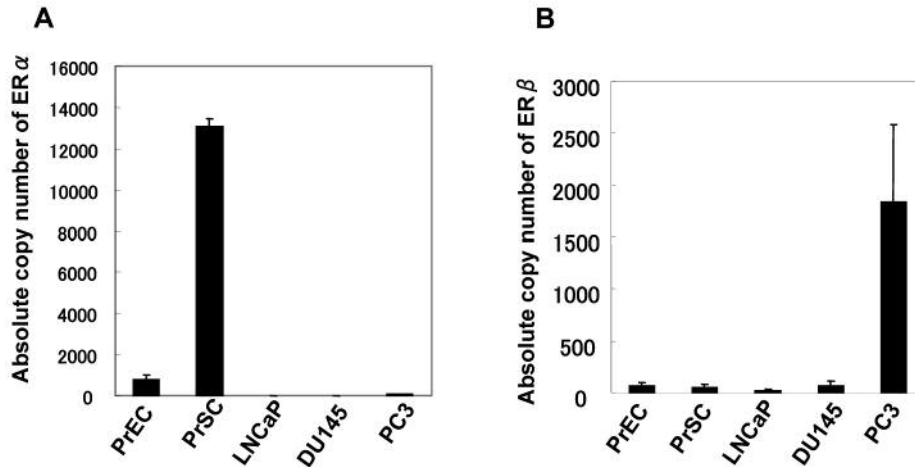 A
Absolute copy number of ERα
16000
14000
12000
10000
8000
6000
4000
2000
0
PrEC
PrSC
LNCaP
DU145
PC3
B
Absolute copy number of ERβ
3000
2500
2000
1500
1000
500
0
PrEC
PrSC
LNCaP
DU145
PC3